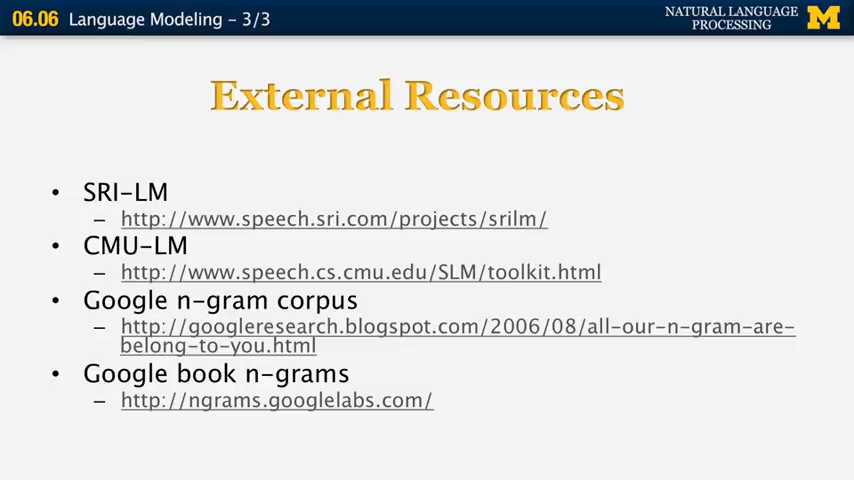 06.06 Language Modeling – 3/3
NATURAL LANGUAGE
PROCESSING
M
External Resources
• SRI-LM
– http://www.speech.sri.com/projects/srilm/
• CMU-LM
– http://www.speech.cs.cmu.edu/SLM/toolkit.html
• Google n-gram corpus
– http://googleresearch.blogspot.com/2006/08/all-our-n-gram-are-
belong-to-you.html
• Google book n-grams
– http://ngrams.googlelabs.com/